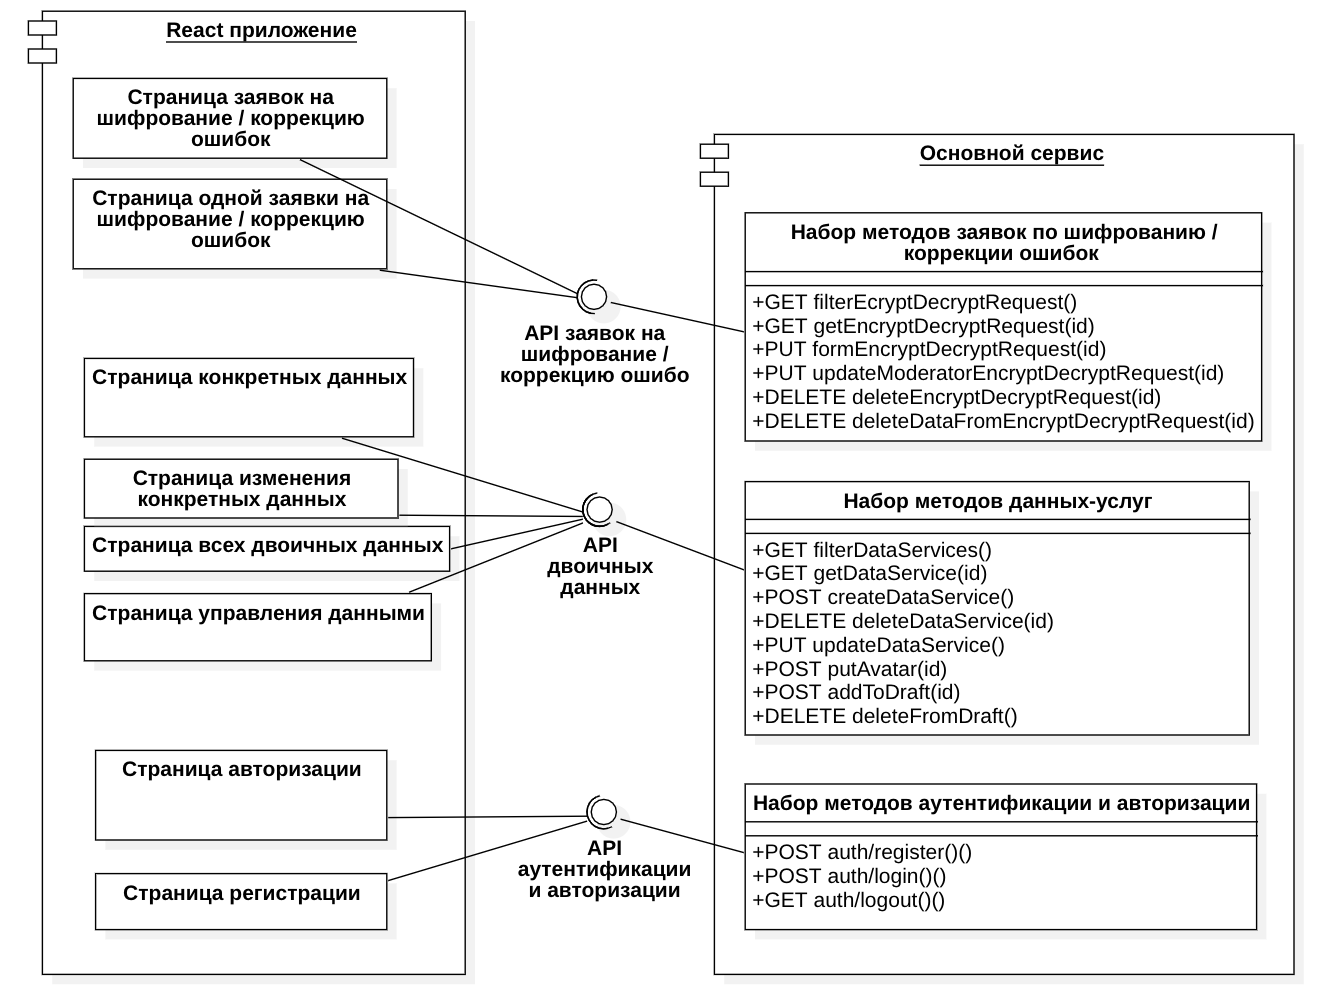 React приложение
Страница заявок на
шифрование / коррекцию
ошибок
Страница одной заявки на
шифрование / коррекцию
ошибок
Страница конкретных данных
Страница изменения
конкретных данных
Страница всех двоичных данных
Страница управления данными
Страница авторизации
Страница регистрации
API заявок на
шифрование /
коррекцию ошибо
API
двоичных
данных
API
аутентификации
и авторизации
Основной сервис
Набор методов заявок по шифрованию /
коррекции ошибок
+GET filterEcryptDecryptRequest()
+GET getEncryptDecryptRequest(id)
+PUT formEncryptDecryptRequest(id)
+PUT updateModeratorEncryptDecryptRequest(id)
+DELETE deleteEncryptDecryptRequest(id)
+DELETE deleteDataFromEncryptDecryptRequest(id)
Набор методов данных-услуг
+GET filterDataServices()
+GET getDataService(id)
+POST createDataService()
+DELETE deleteDataService(id)
+PUT updateDataService()
+POST putAvatar(id)
+POST addToDraft(id)
+DELETE deleteFromDraft()
Набор методов аутентификации и авторизации
+POST auth/register()()
+POST auth/login()()
+GET auth/logout()()